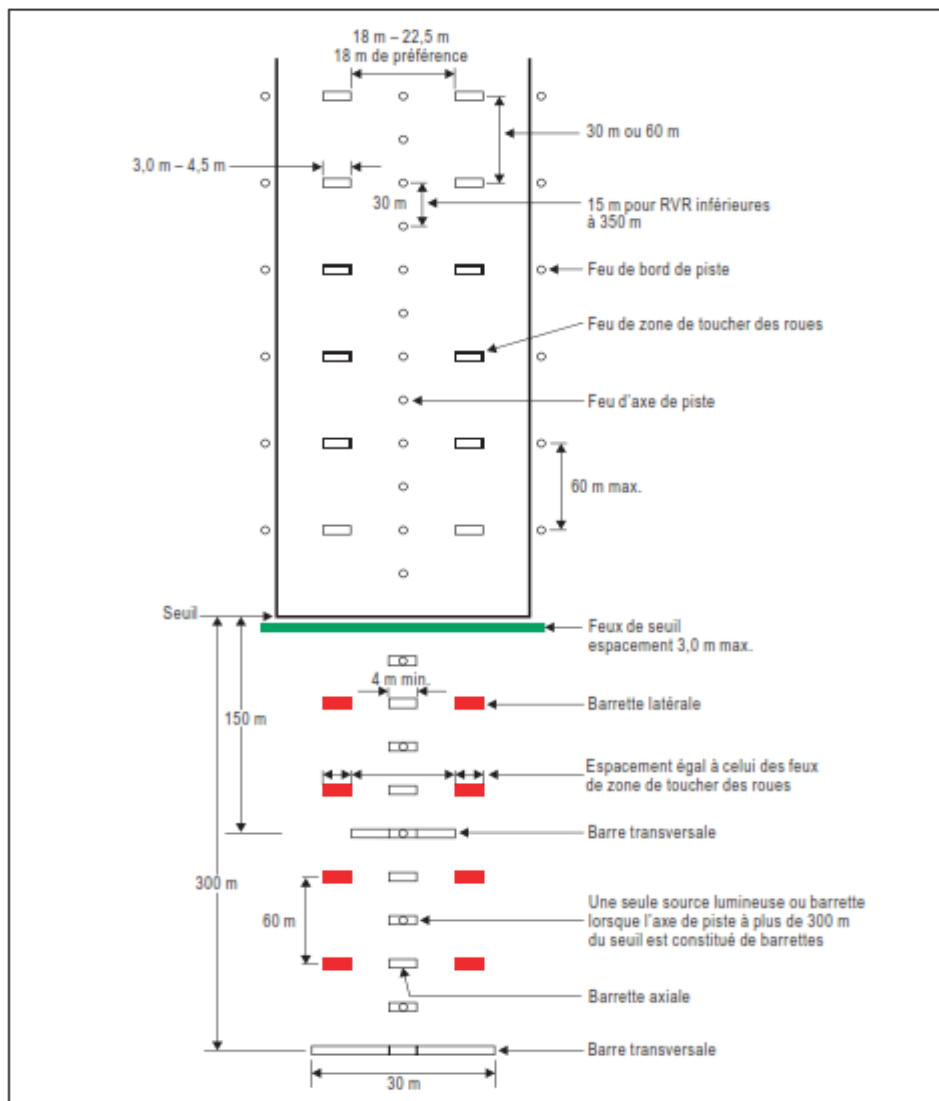 18 m – 22,5 m
18 m de préférence
30 m ou 60 m
3,0 m – 4,5 m
30 m
15 m pour RVR inférieures
à 350 m
Feu de bord de piste
Feu de zone de toucher des roues
Feu d'axe de piste
60 m max.
Seuil
Feux de seuil
espacement 3,0 m max.
4 m min.
Barrette latérale
150 m
Espacement égal à celui des feux
de zone de toucher des roues
Barre transversale
300 m
60 m
Une seule source lumineuse ou barrette
lorsque l'axe de piste à plus de 300 m
du seuil est constitué de barrettes
Barrette axiale
Barre transversale
30 m